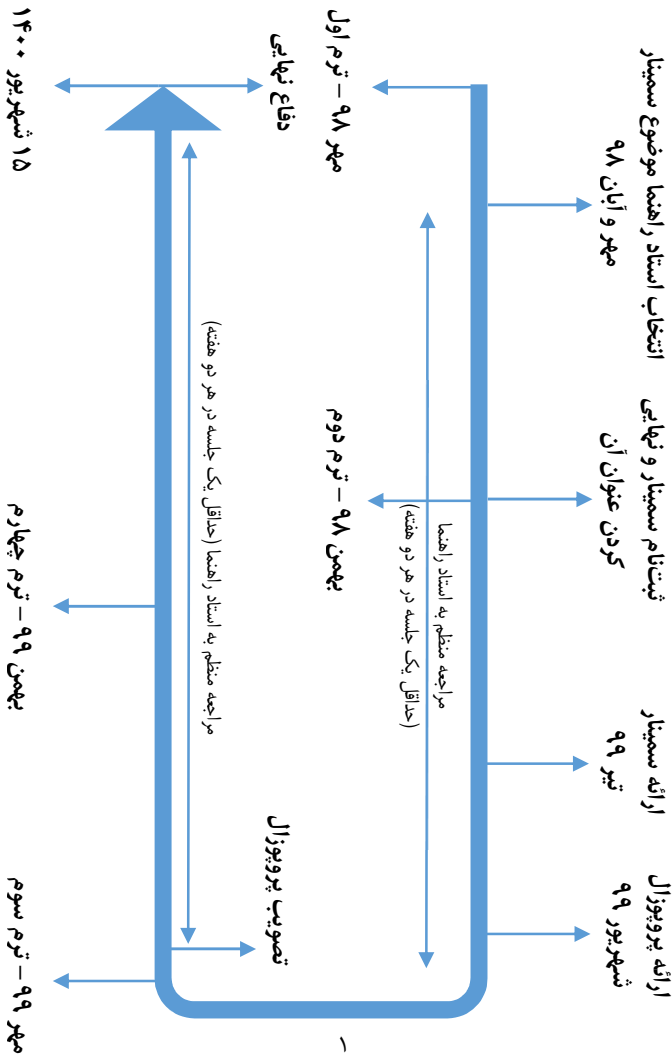 انتخاب استاد راهنما موضوع سمینار
مهر و آبان ۹۸
ثبت‌نام سمینار و نهایی
کردن عنوان آن
ارائه سمینار
تیر ۹۹
ارائه پروپوزال
شهریور ۹۹
مراجعه منظم به استاد راهنما
(حداقل یک جلسه در هر دو هفته)
مهر ۹۸ – ترم اول
بهمن ۹۸ – ترم دوم
دفاع نهایی
تصویب پروپوزال
مراجعه منظم به استاد راهنما (حداقل یک جلسه در هر دو هفته)
۱۵ شهریور ۱۴۰۰
بهمن ۹۹ – ترم چهارم
مهر ۹۹ – ترم سوم
۱